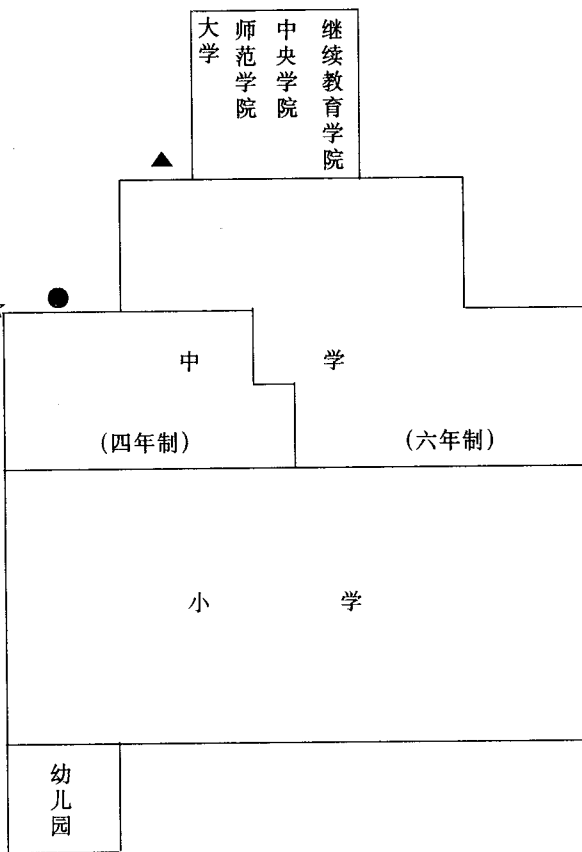 大学
师范学院
中央学院
继续教育学院
中学
(四年制)
(六年制)
小学
幼儿园